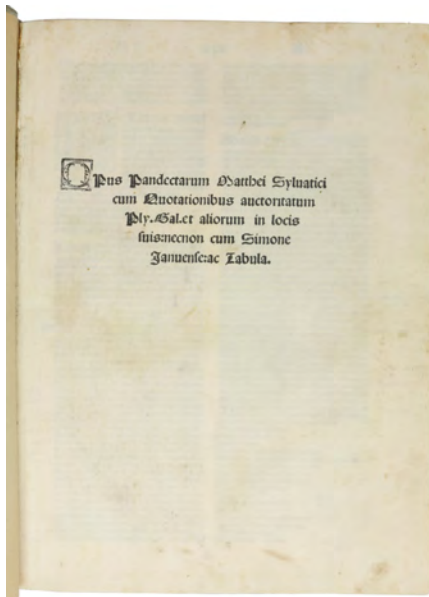 OPus Pandectarum Matthei Syluatici
cum Quotationibus auctoritatum
Ply.Gal.et aliorum in locis
suis:necnon cum Simone
Januense:ac Tabula.